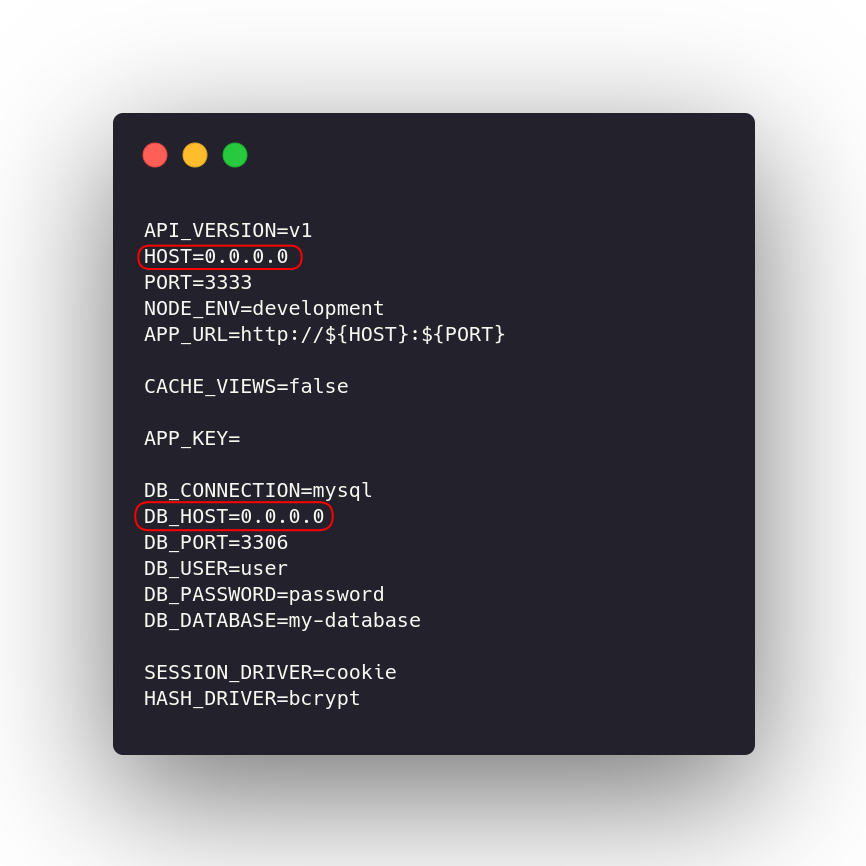 API_VERSION=v1
HOST=0.0.0.0
PORT=3333
NODE_ENV=development
APP_URL=http://${HOST}:${PORT}
CACHE_VIEWS=false
APP_KEY=
DB_CONNECTION=mysql
DB_HOST=0.0.0.0
DB_PORT=3306
DB_USER=user
DB_PASSWORD=password
DB_DATABASE=my-database
SESSION_DRIVER=cookie
HASH_DRIVER=bcrypt